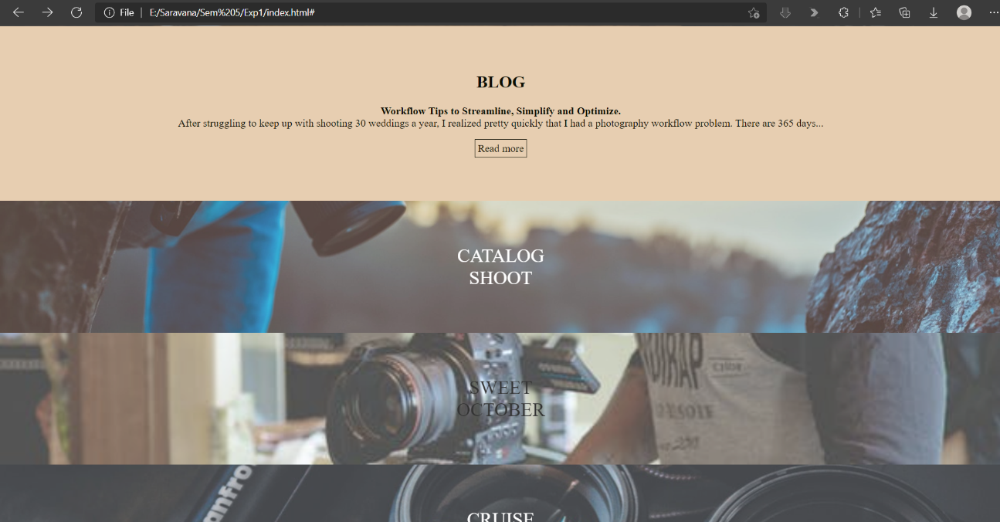 File | E:/Saravana/Sem%205/Exp1/index.html#
BLOG
Workflow Tips to Streamline, Simplify and Optimize.
After struggling to keep up with shooting 30 weddings a year, I realized pretty quickly that I had a photography workflow problem. There are 365 days...
Read more
CATALOG
SHOOT
SWEET
OCTOBER
CRUISE